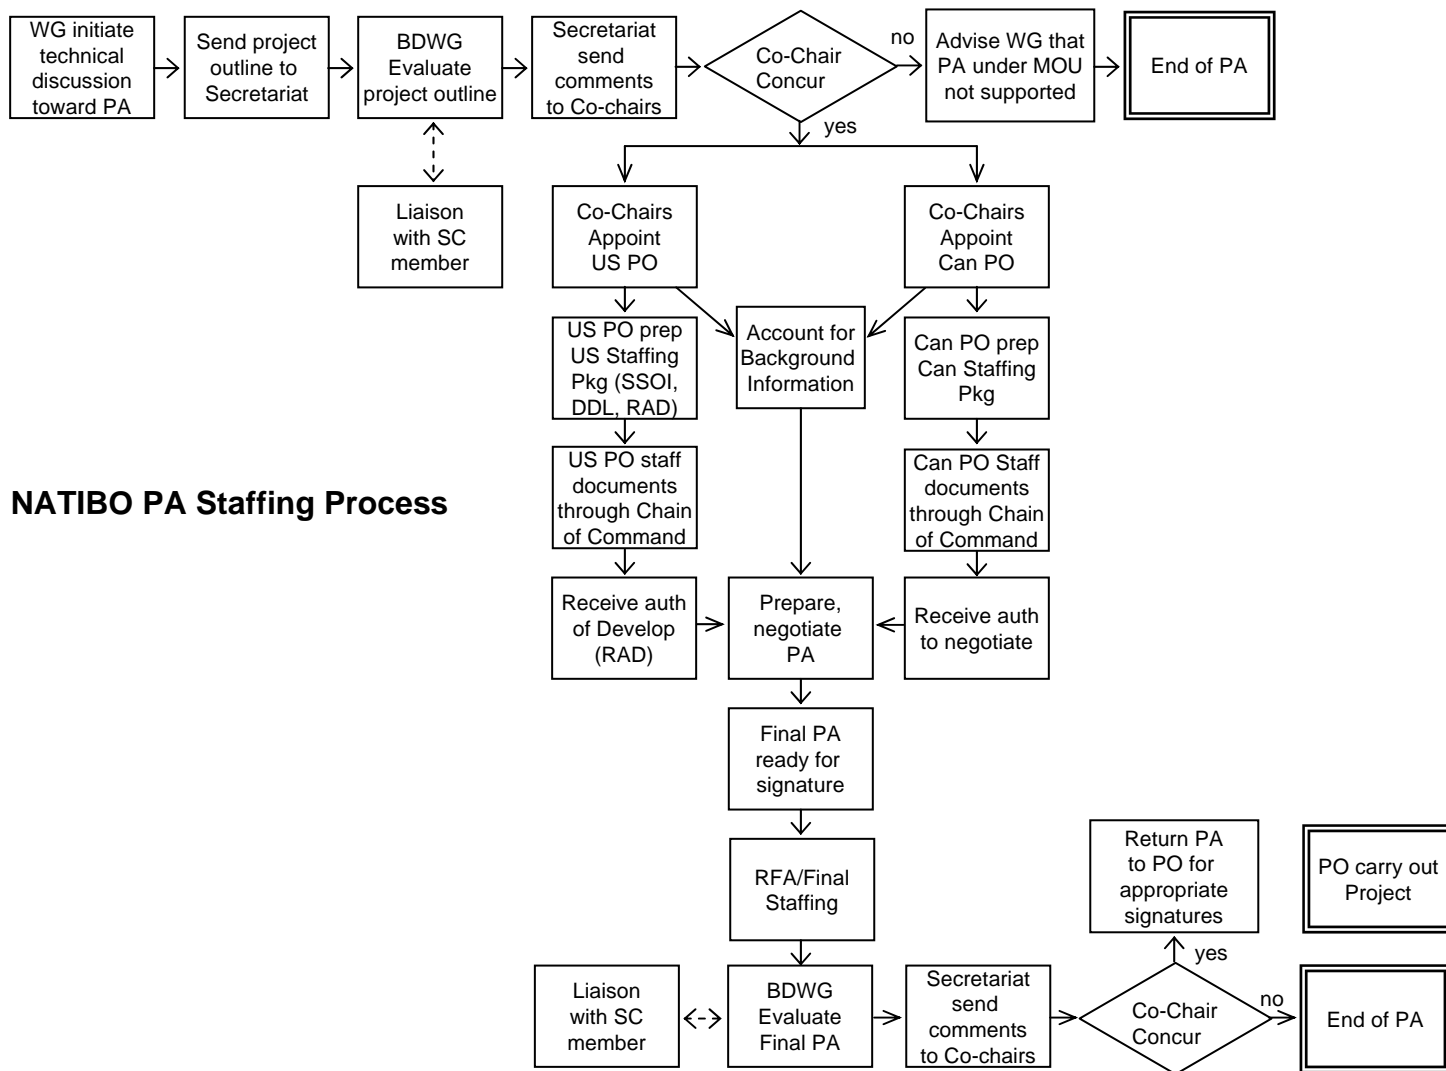 WG initiate
technical
discussion
toward PA
Send project
outline to
Secretariat
BDWG
Evaluate
project outline
Secretariat
send
comments
to Co-chairs
Co-Chair
Concur
no
Advise WG that
PA under MOU
not supported
End of PA
yes
Liaison
with SC
member
Co-Chairs
Appoint
US PO
Co-Chairs
Appoint
Can PO
US PO prep
US Staffing
Pkg (SSOI,
DDL, RAD)
Account for
Background
Information
Can PO prep
Can Staffing
Pkg
US PO staff
documents
through Chain
of Command
Can PO Staff
documents
through Chain
of Command
NATIBO PA Staffing Process
Receive auth
of Develop
(RAD)
Prepare,
negotiate
PA
Receive auth
to negotiate
Final PA
ready for
signature
RFA/Final
Staffing
Return PA
to PO for
appropriate
signatures
PO carry out
Project
yes
Liaison
with SC
member
BDWG
Evaluate
Final PA
Secretariat
send
comments
to Co-chairs
Co-Chair
Concur
no
End of PA